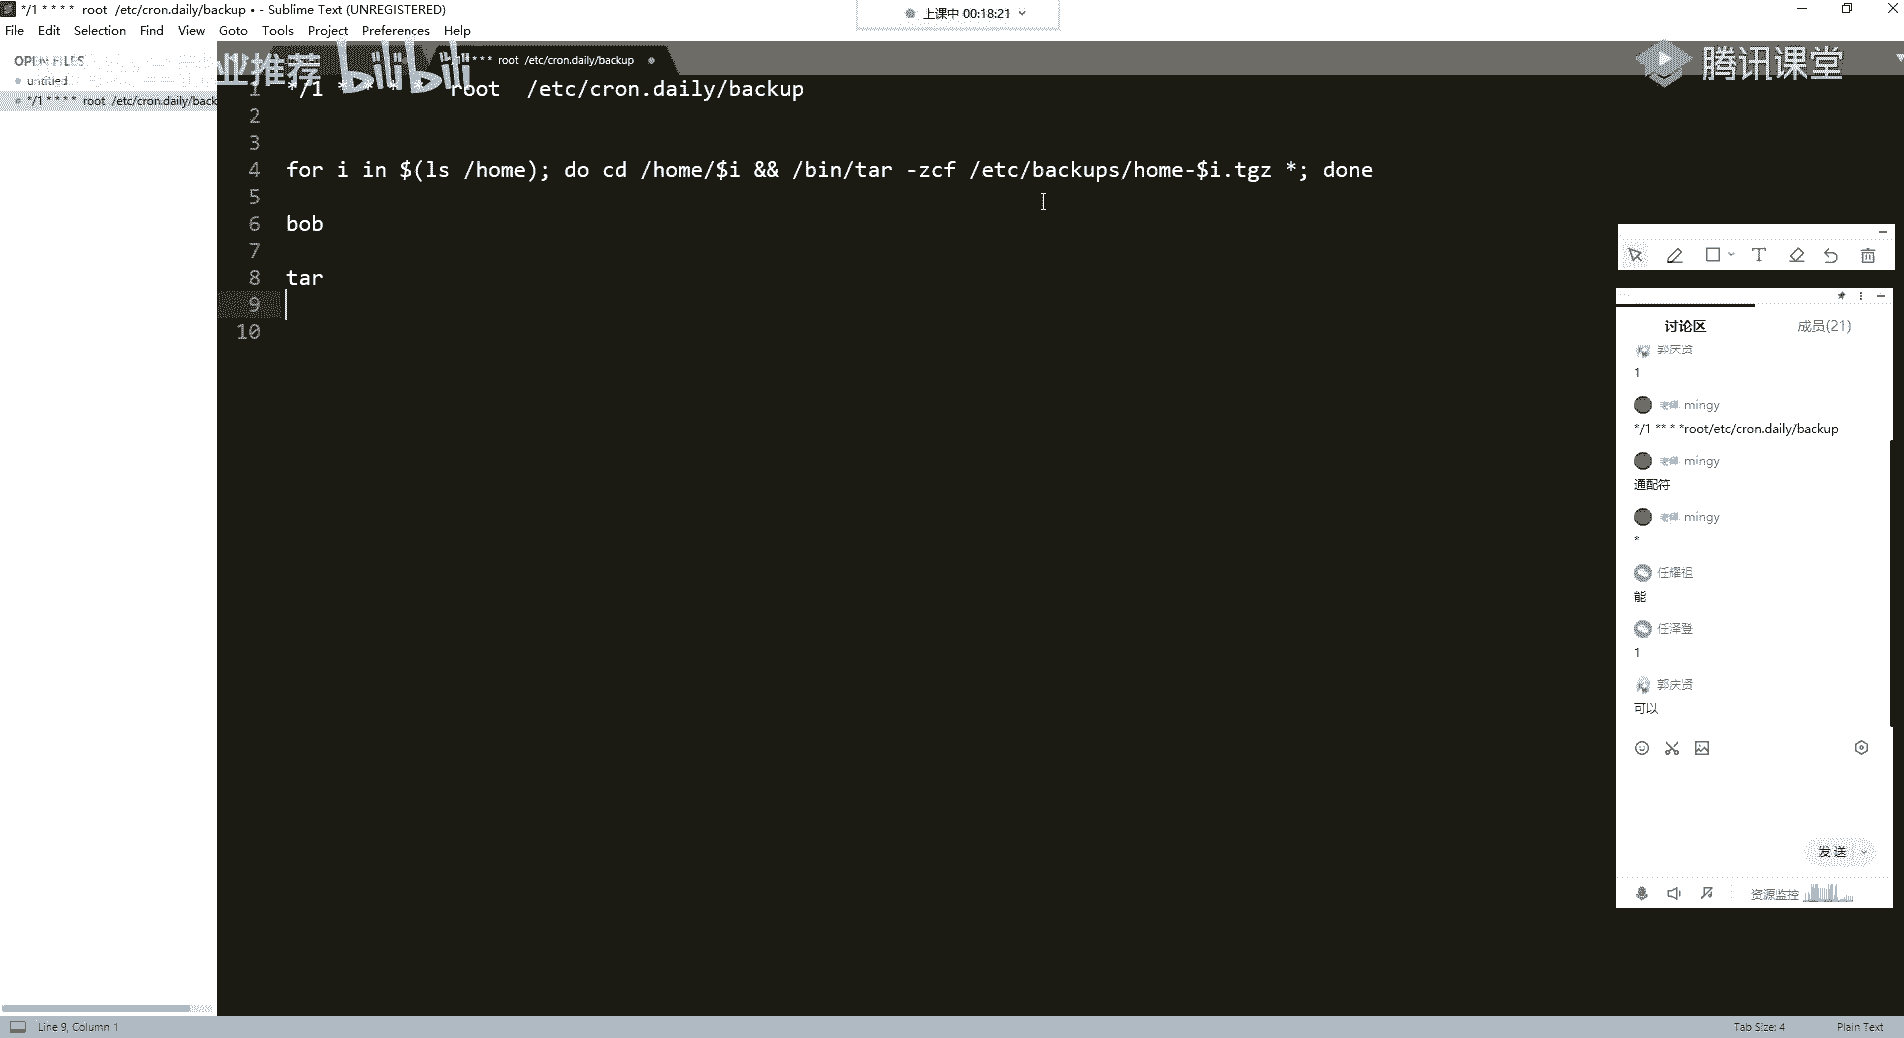 */1 * * * *  root  /etc/cron.daily/backup • - Sublime Text (UNREGISTERED)
上课中 00:18:21
File Edit Selection Find View Goto Tools Project Preferences Help
OPEN FILES
untitled
*/1 * * * *  root  /etc/cron.daily/back
业推荐 bilibili
* * * root  /etc/cron.daily/backup
腾讯课堂
1 */1 * * * *  root  /etc/cron.daily/backup
2
3
4 for i in $(ls /home); do cd /home/$i && /bin/tar -zcf /etc/backups/home-$i.tgz *; done
5
6 bob
7
8 tar
9
10
讨论区 成员(21)
郭庆贤
1
mingy
*/1 ** * *root/etc/cron.daily/backup
mingy
通配符
mingy
*
任耀祖
能
任泽登
1
郭庆贤
可以
发送
资源监控
Line 9, Column 1
Tab Size: 4
Plain Text